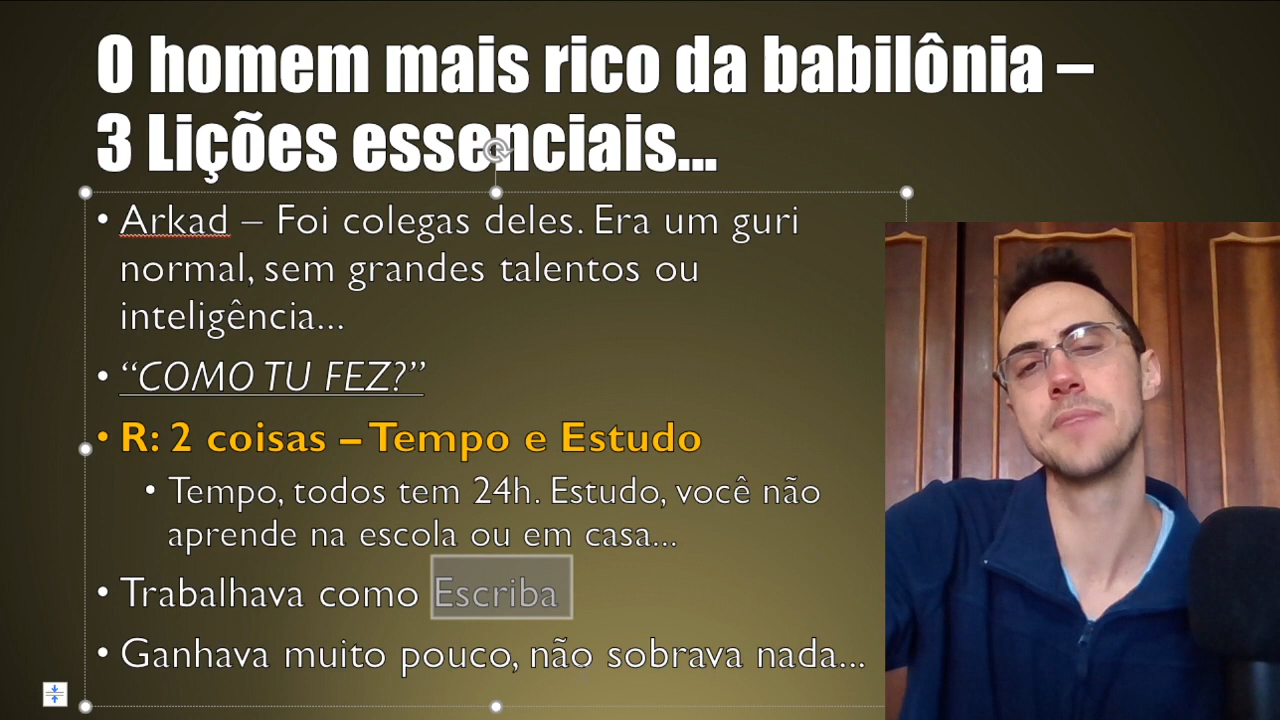 O homem mais rico da babilônia –
3 Lições essenciais...
• Arkad – Foi colegas deles. Era um guri
normal, sem grandes talentos ou
inteligência...
• “COMO TU FEZ?”
• R: 2 coisas – Tempo e Estudo
• Tempo, todos tem 24h. Estudo, você não
aprende na escola ou em casa...
• Trabalhava como Escriba
• Ganhava muito pouco, não sobrava nada...